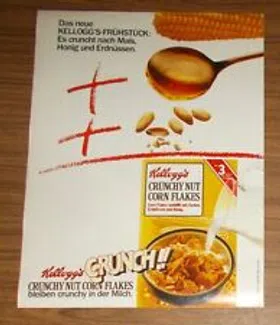 Das neue
KELLOGG'S-FRÜHSTÜCK:
Es cruncht nach Mais,
Honig und Erdnüssen.
Kellogg's
CRUNCHY NUT
CORN FLAKES
3
Kellogg's CRUNCH!!
CRUNCHY NUT CORN FLAKES
bleiben crunchy in der Milch.